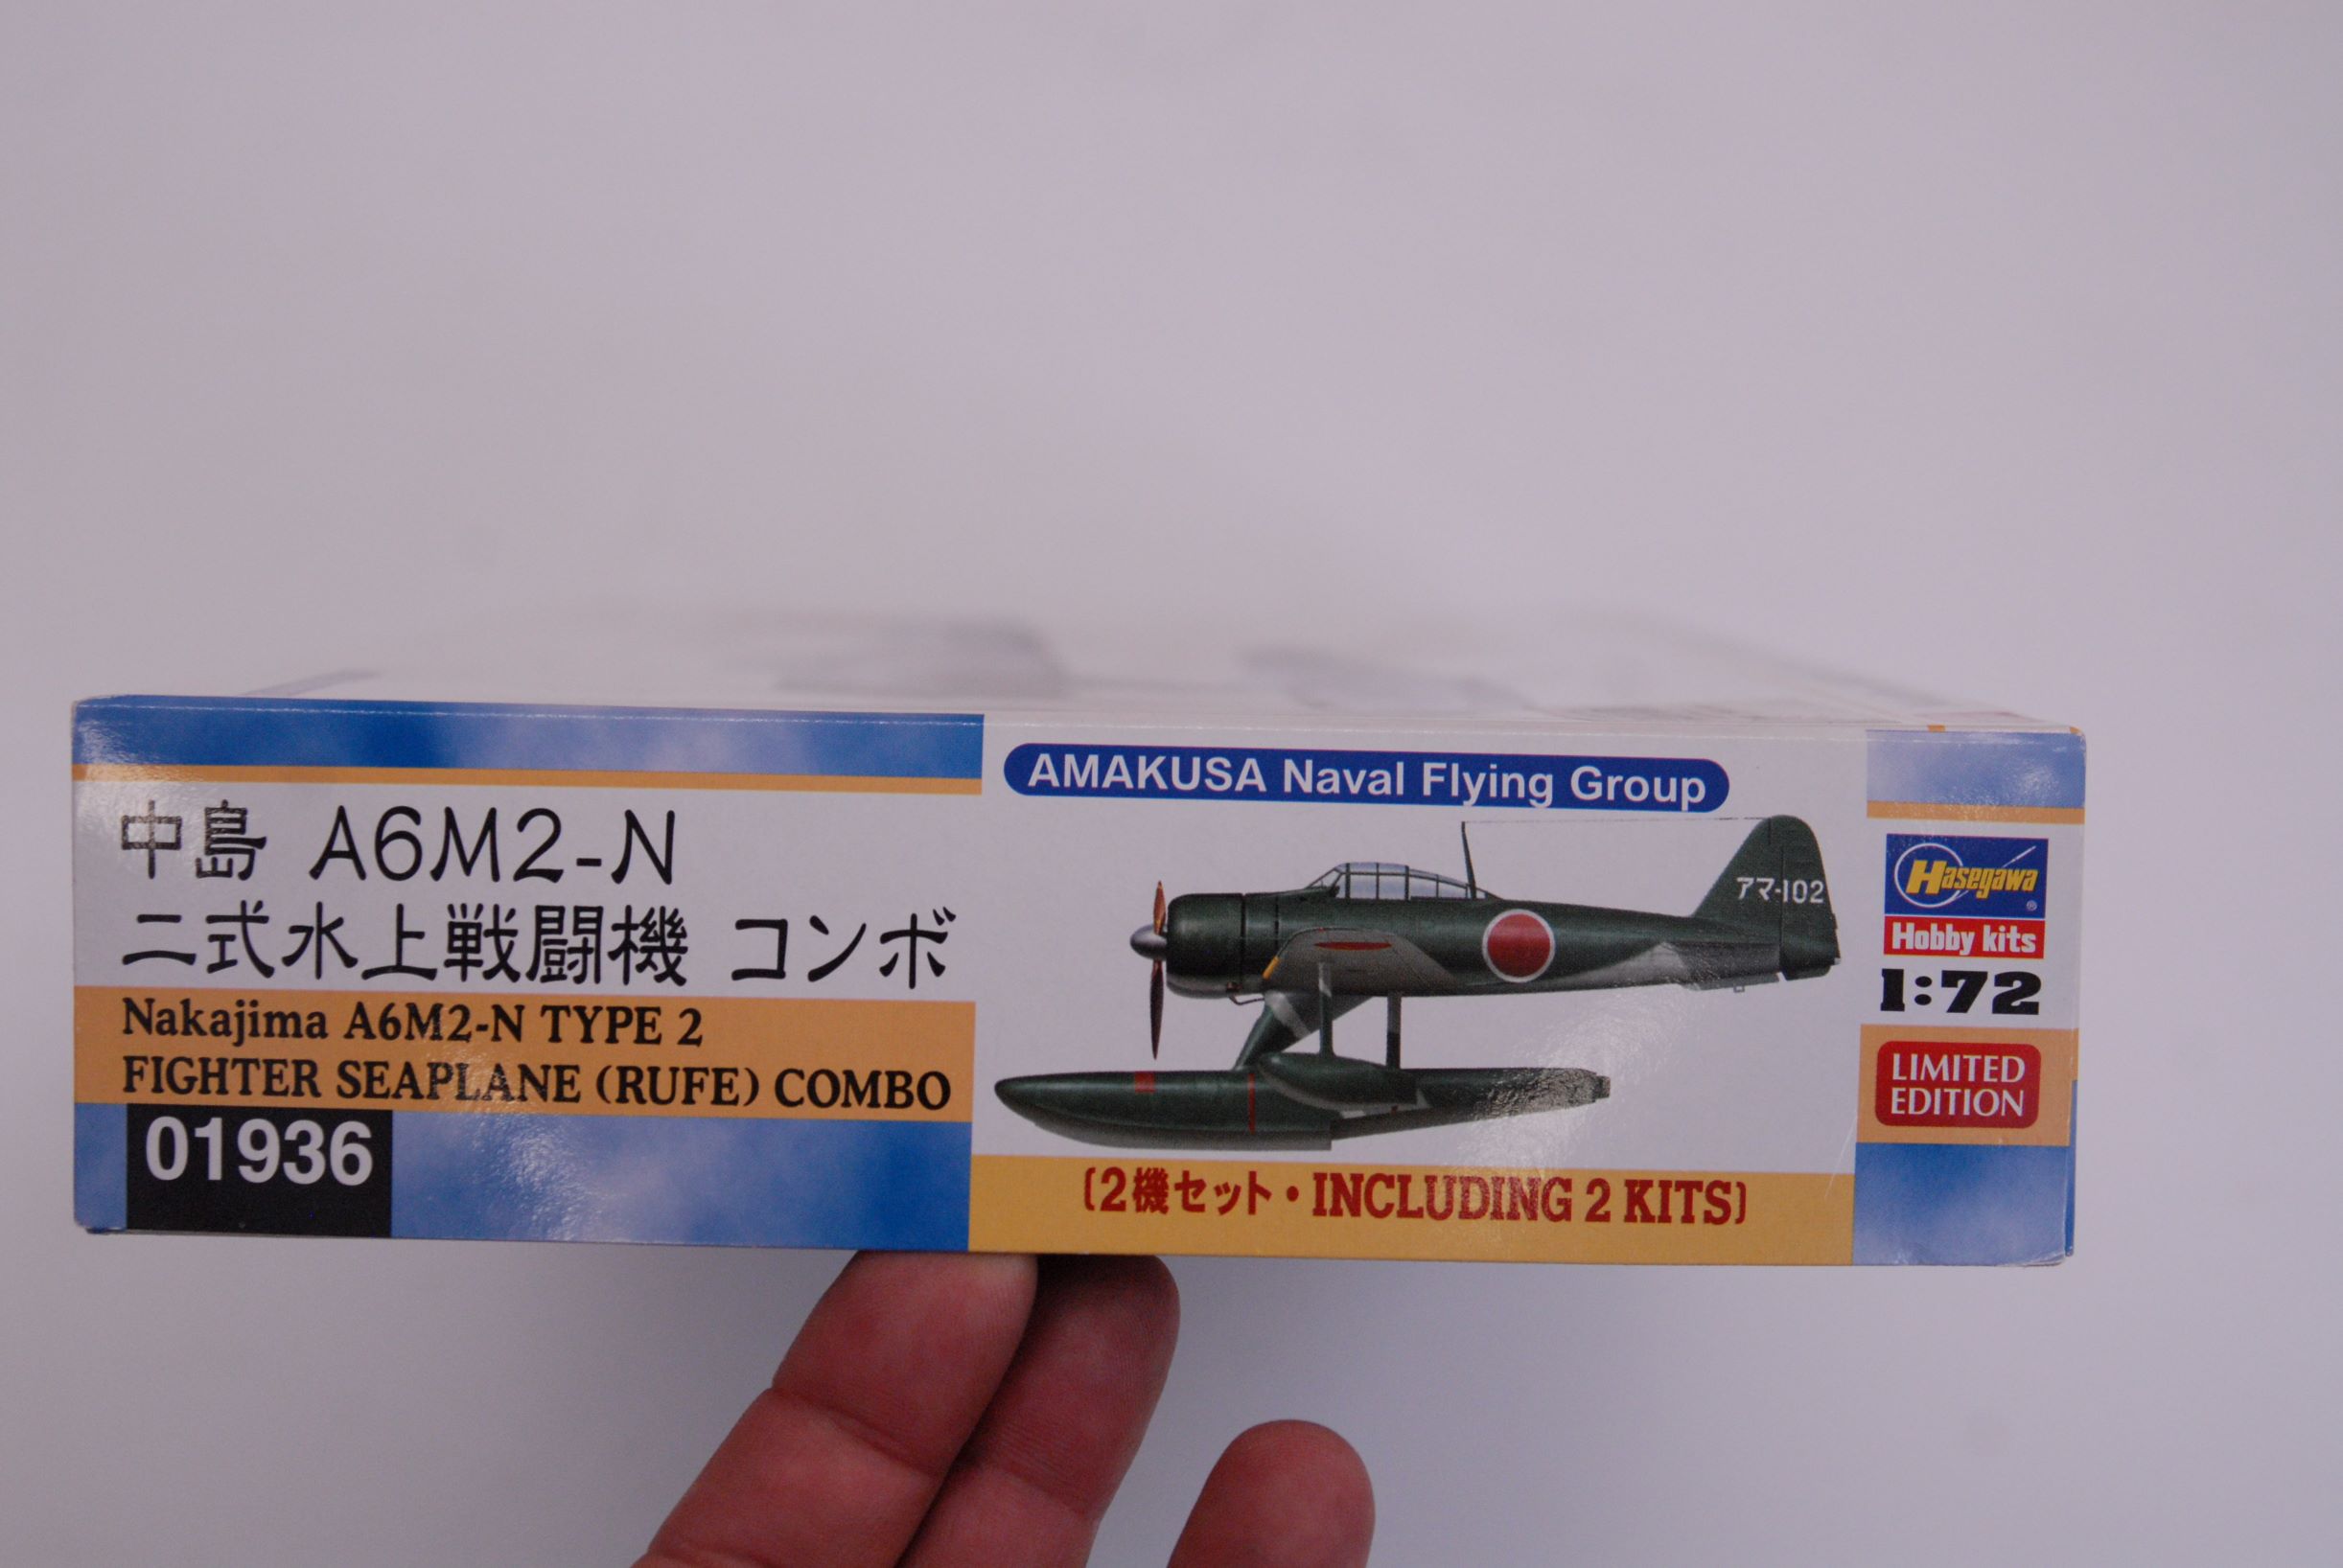 中島 A6M2-N
二式水上戦闘機 コンボ
Nakajima A6M2-N TYPE 2
FIGHTER SEAPLANE (RUFE) COMBO
01936
AMAKUSA Naval Flying Group
アマ-102
〔2機セット・INCLUDING 2 KITS〕
Hasegawa®
Hobby kits
1:72
LIMITED
EDITION